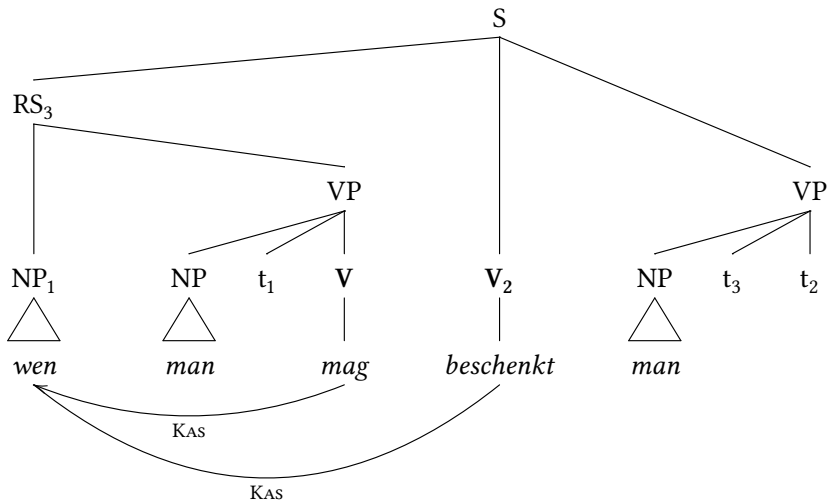 S
RS₃
VP VP
NP₁ NP t₁ V V₂ NP t₃ t₂
wen man mag beschenkt man
Kas
Kas